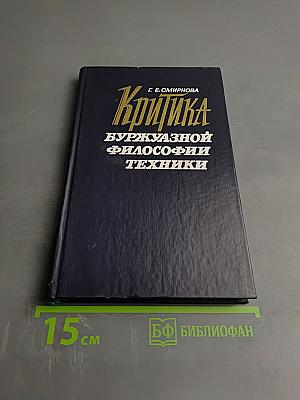 Г. Е. СМИРНОВА
КРИТИКА
БУРЖУАЗНОЙ
ФИЛОСОФИИ
ТЕХНИКИ
15 см
БФ БИБЛИОФАН